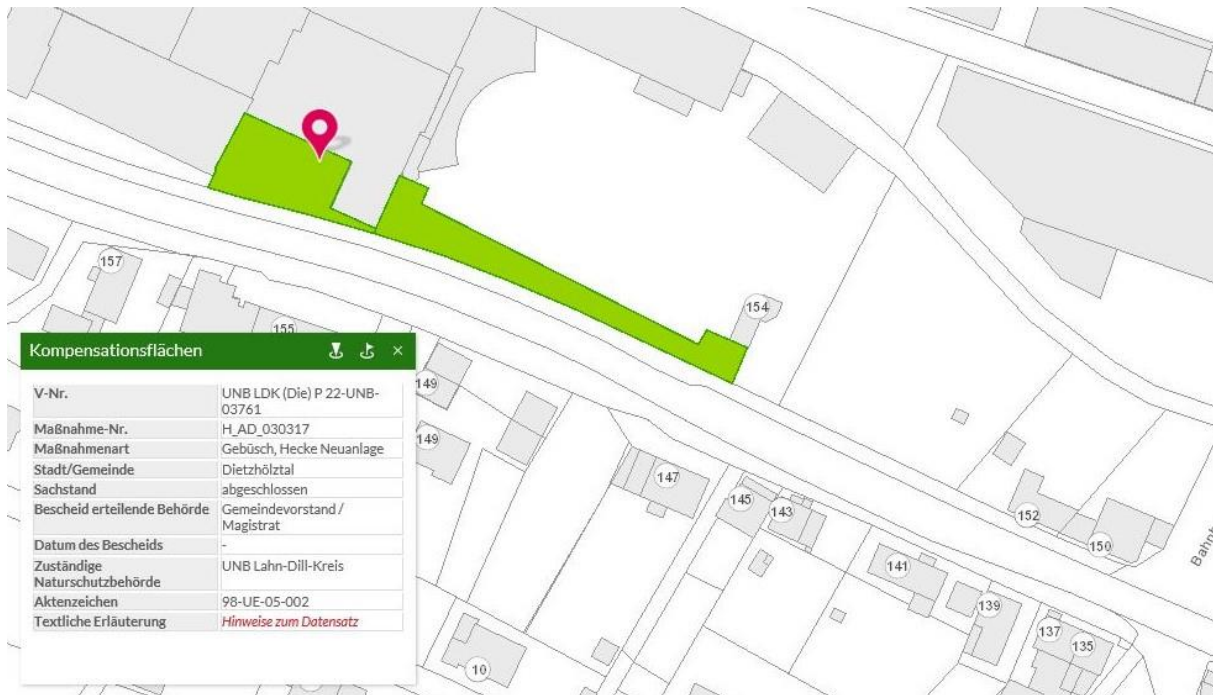 157
155
154
149
149
147
145
143
152
150
Bahnh
141
139
137
135
10
Kompensationsflächen
V-Nr. UNB LDK (Die) P 22-UNB-
03761
Maßnahme-Nr. H_AD_030317
Maßnahmenart Gebüsch, Hecke Neuanlage
Stadt/Gemeinde Dietzhölztal
Sachstand abgeschlossen
Bescheid erteilende Behörde Gemeindevorstand /
Magistrat
Datum des Bescheids -
Zuständige UNB Lahn-Dill-Kreis
Naturschutzbehörde
Aktenzeichen 98-UE-05-002
Textliche Erläuterung Hinweise zum Datensatz